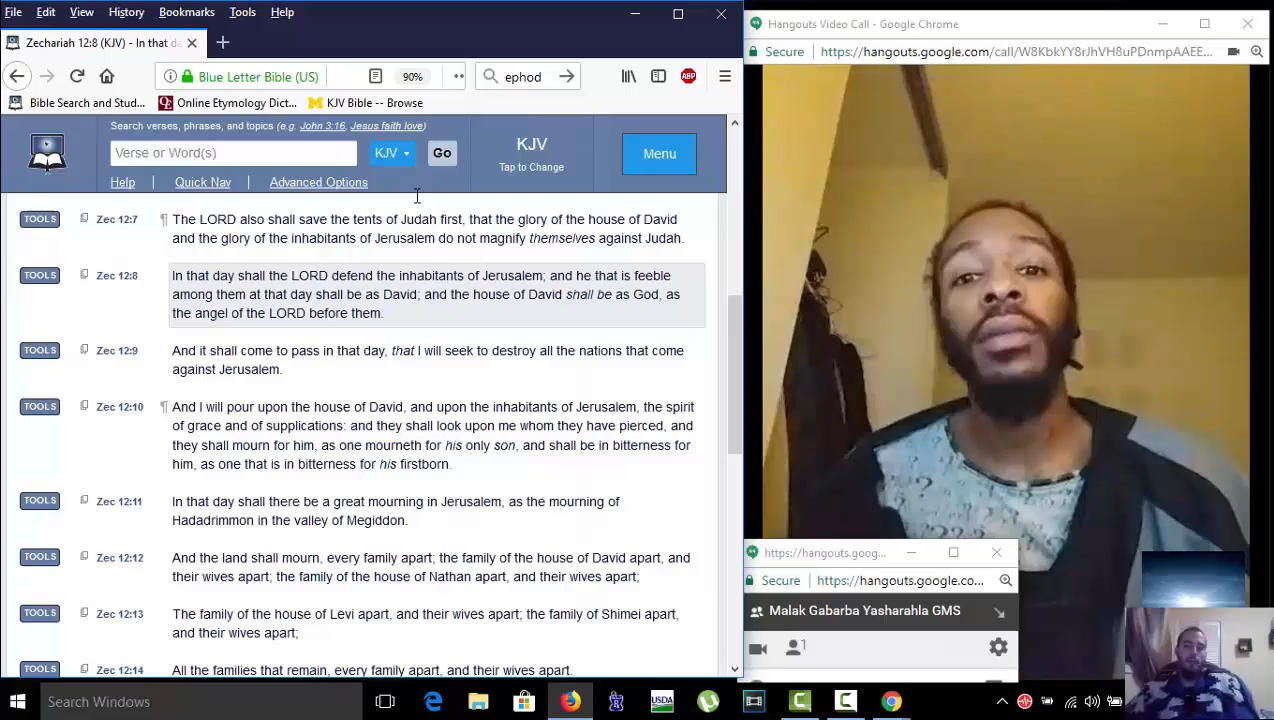 File Edit View History Bookmarks Tools Help
Zechariah 12:8 (KJV) - In that da
Blue Letter Bible (US) 90% ephod ABP
Bible Search and Stud... Online Etymology Dict... KJV Bible -- Browse
Search verses, phrases, and topics (e.g. John 3:16, Jesus faith love)
Verse or Word(s) KJV Go
Help | Quick Nav | Advanced Options
KJV
Tap to Change
Menu
TOOLS Zec 12:7 ¶ The LORD also shall save the tents of Judah first, that the glory of the house of David
and the glory of the inhabitants of Jerusalem do not magnify themselves against Judah.
TOOLS Zec 12:8 In that day shall the LORD defend the inhabitants of Jerusalem; and he that is feeble
among them at that day shall be as David; and the house of David shall be as God, as
the angel of the LORD before them.
TOOLS Zec 12:9 And it shall come to pass in that day, that I will seek to destroy all the nations that come
against Jerusalem.
TOOLS Zec 12:10 ¶ And I will pour upon the house of David, and upon the inhabitants of Jerusalem, the spirit
of grace and of supplications: and they shall look upon me whom they have pierced, and
they shall mourn for him, as one mourneth for his only son, and shall be in bitterness for
him, as one that is in bitterness for his firstborn.
TOOLS Zec 12:11 In that day shall there be a great mourning in Jerusalem, as the mourning of
Hadadrimmon in the valley of Megiddon.
TOOLS Zec 12:12 And the land shall mourn, every family apart; the family of the house of David apart, and
their wives apart; the family of the house of Nathan apart, and their wives apart;
TOOLS Zec 12:13 The family of the house of Levi apart, and their wives apart; the family of Shimei apart,
and their wives apart;
TOOLS Zec 12:14 All the families that remain, every family apart, and their wives apart.
Hangouts Video Call - Google Chrome
Secure https://hangouts.google.com/call/W8KbkYY8rJhVH8uPDnmpAAEE...
https://hangouts.goog...
Secure https://hangouts.google.co...
Malak Gabarba Yasharahla GMS
1
Search Windows
USDA